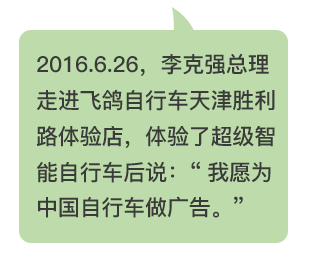 2016.6.26，李克强总理
走进飞鸽自行车天津胜利
路体验店，体验了超级智
能自行车后说：“ 我愿为
中国自行车做广告。”